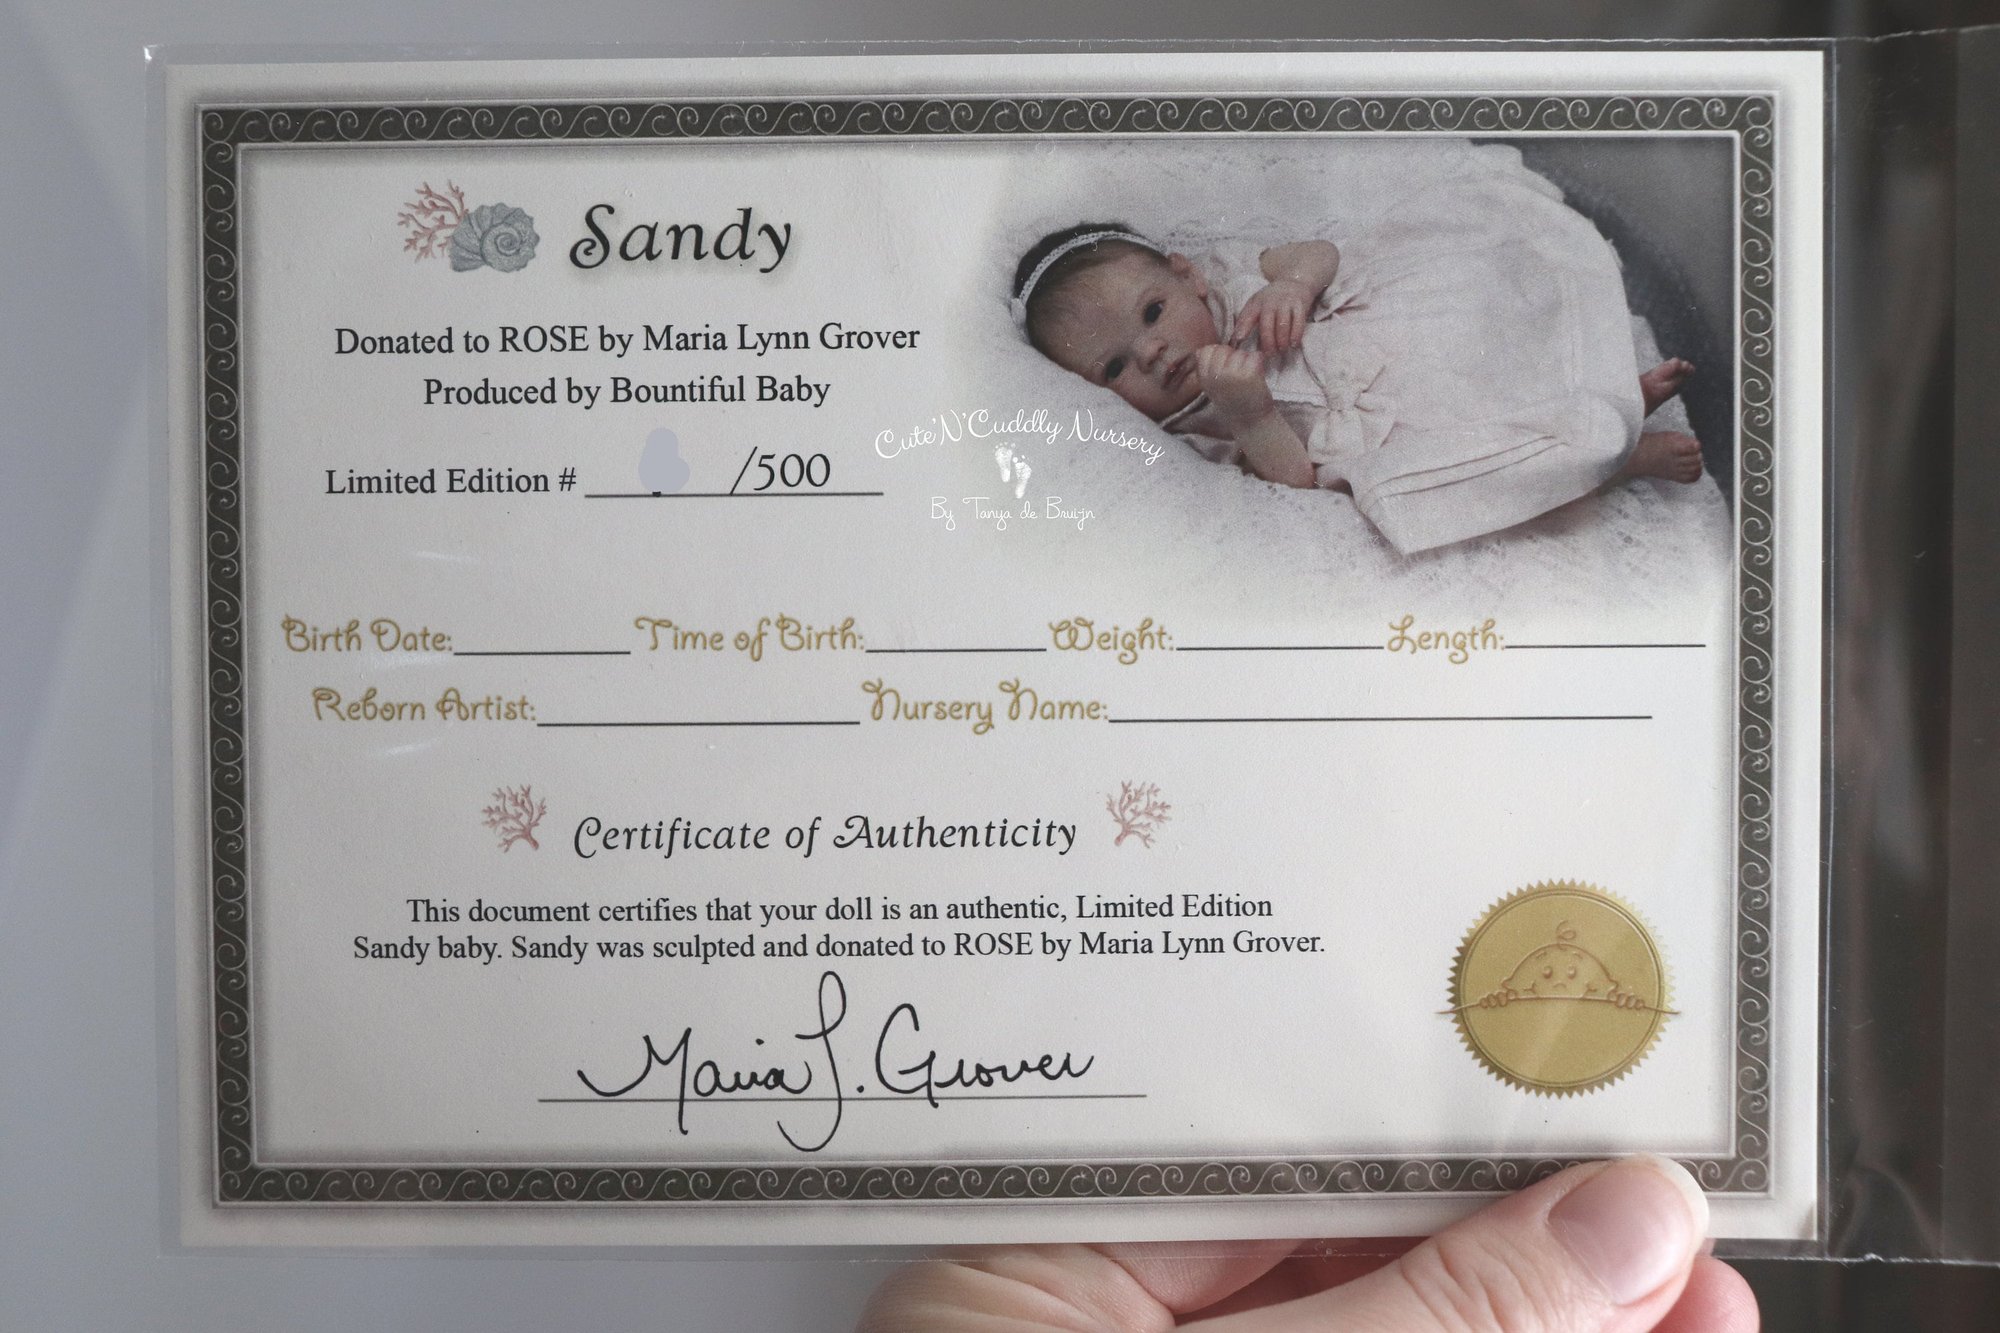 Sandy
Donated to ROSE by Maria Lynn Grover
Produced by Bountiful Baby
Limited Edition # /500
Cute'N'Cuddly Nursery
By Tanya de Bruijn
Birth Date: Time of Birth: Weight: Length:
Reborn Artist: Nursery Name:
Certificate of Authenticity
This document certifies that your doll is an authentic, Limited Edition
Sandy baby. Sandy was sculpted and donated to ROSE by Maria Lynn Grover.
Maria L. Grover